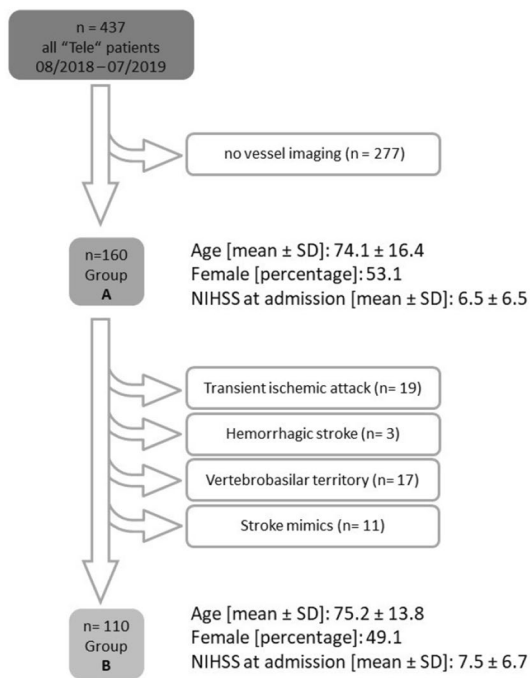 n = 437
all "Tele" patients
08/2018 – 07/2019
no vessel imaging (n = 277)
n=160
Group
A
Age [mean ± SD]: 74.1 ± 16.4
Female [percentage]: 53.1
NIHSS at admission [mean ± SD]: 6.5 ± 6.5
Transient ischemic attack (n= 19)
Hemorrhagic stroke (n= 3)
Vertebrobasilar territory (n= 17)
Stroke mimics (n= 11)
n= 110
Group
B
Age [mean ± SD]: 75.2 ± 13.8
Female [percentage]: 49.1
NIHSS at admission [mean ± SD]: 7.5 ± 6.7